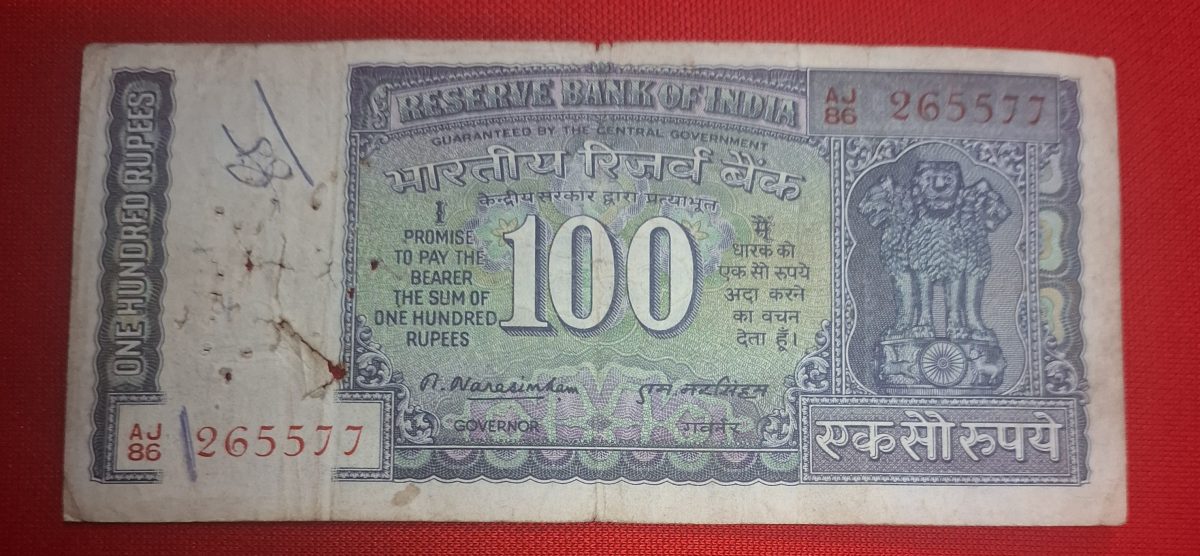 ONE HUNDRED RUPEES
RESERVE BANK OF INDIA
AJ
86 265577
GUARANTEED BY THE CENTRAL GOVERNMENT
भारतीय रिज़र्व बैंक
केन्द्रीय सरकार द्वारा प्रत्याभूत
I
PROMISE
TO PAY THE
BEARER
THE SUM OF
ONE HUNDRED
RUPEES
100
मैं
धारक को
एक सौ रुपये
अदा करने
का वचन
देता हूँ।
M. Narasimham
एम. नरसिंहम
GOVERNOR
गवर्नर
AJ
86 265577
एक सौ रुपये